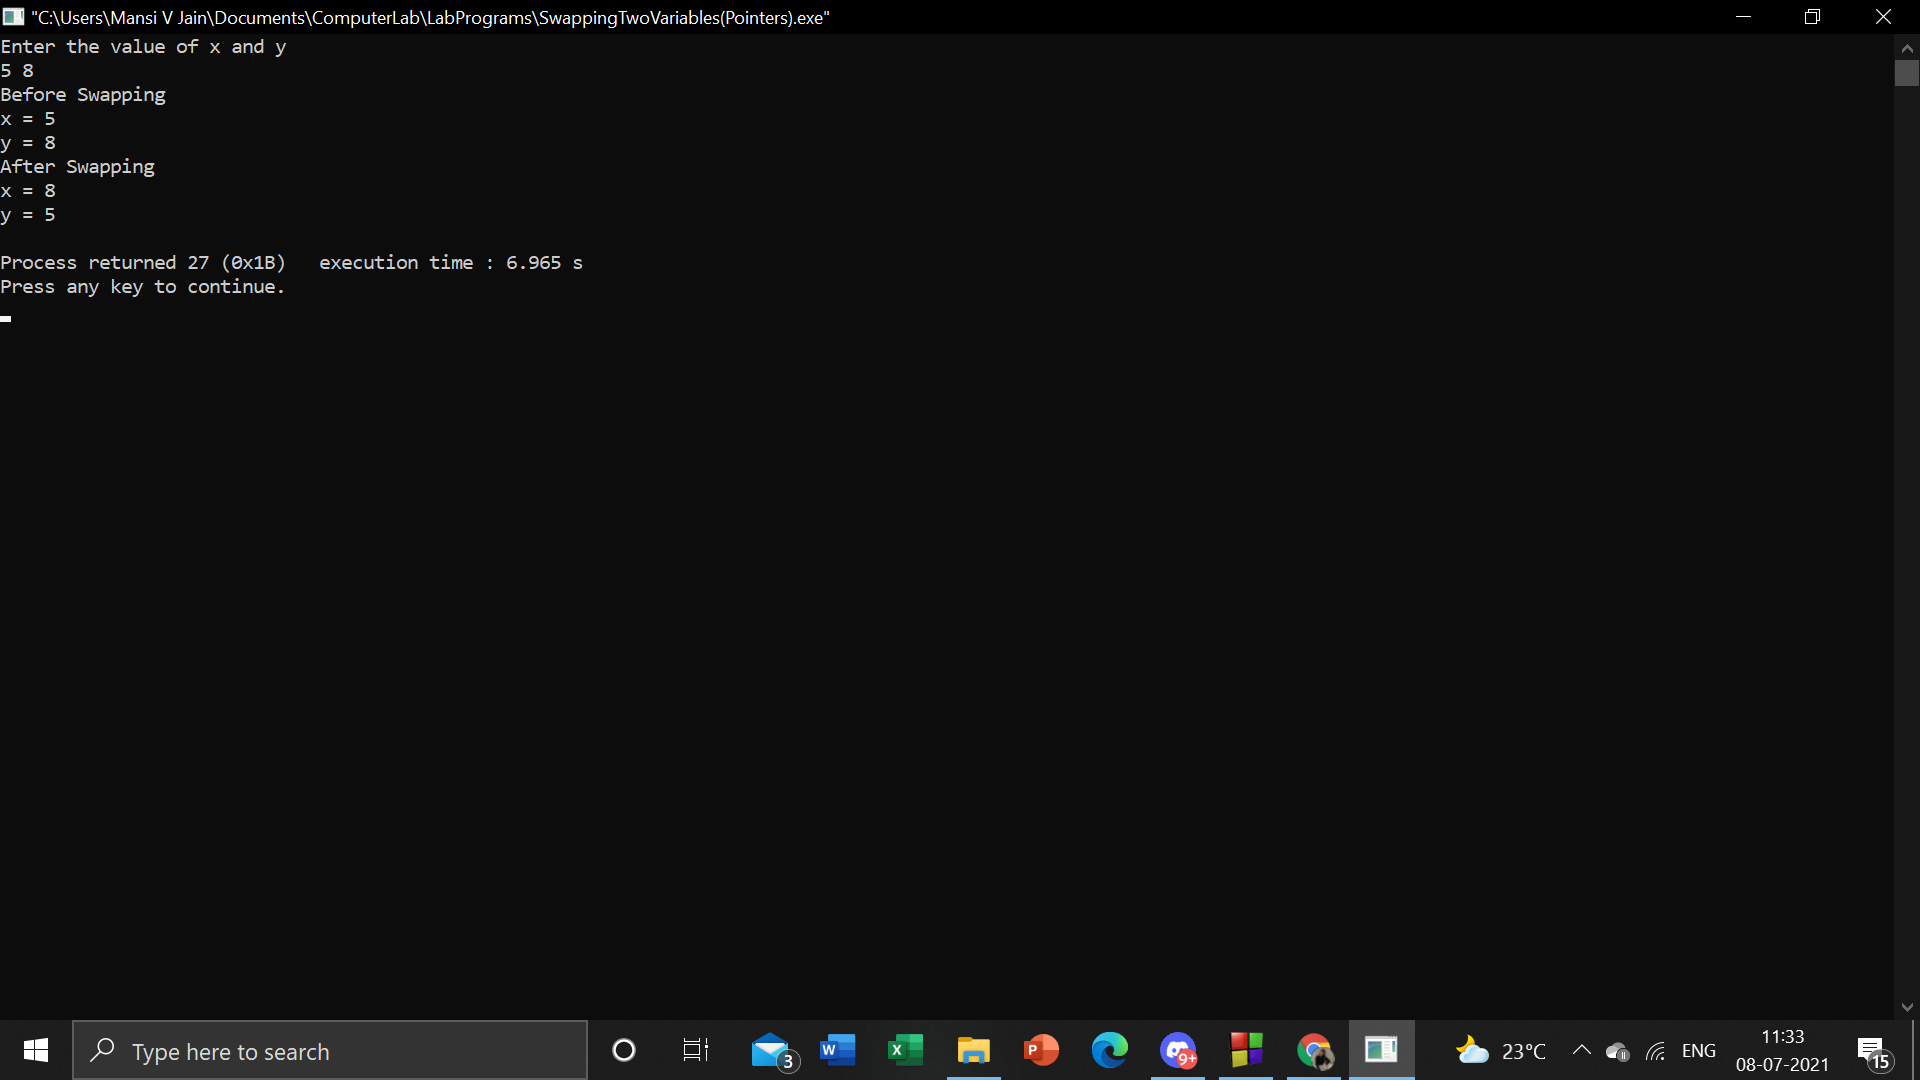 "C:\Users\Mansi V Jain\Documents\ComputerLab\LabPrograms\SwappingTwoVariables(Pointers).exe"
Enter the value of x and y
5 8
Before Swapping
x = 5
y = 8
After Swapping
x = 8
y = 5
Process returned 27 (0x1B)   execution time : 6.965 s
Press any key to continue.
Type here to search
3
W
X
P
9+
23°C
ENG
11:33
08-07-2021
15